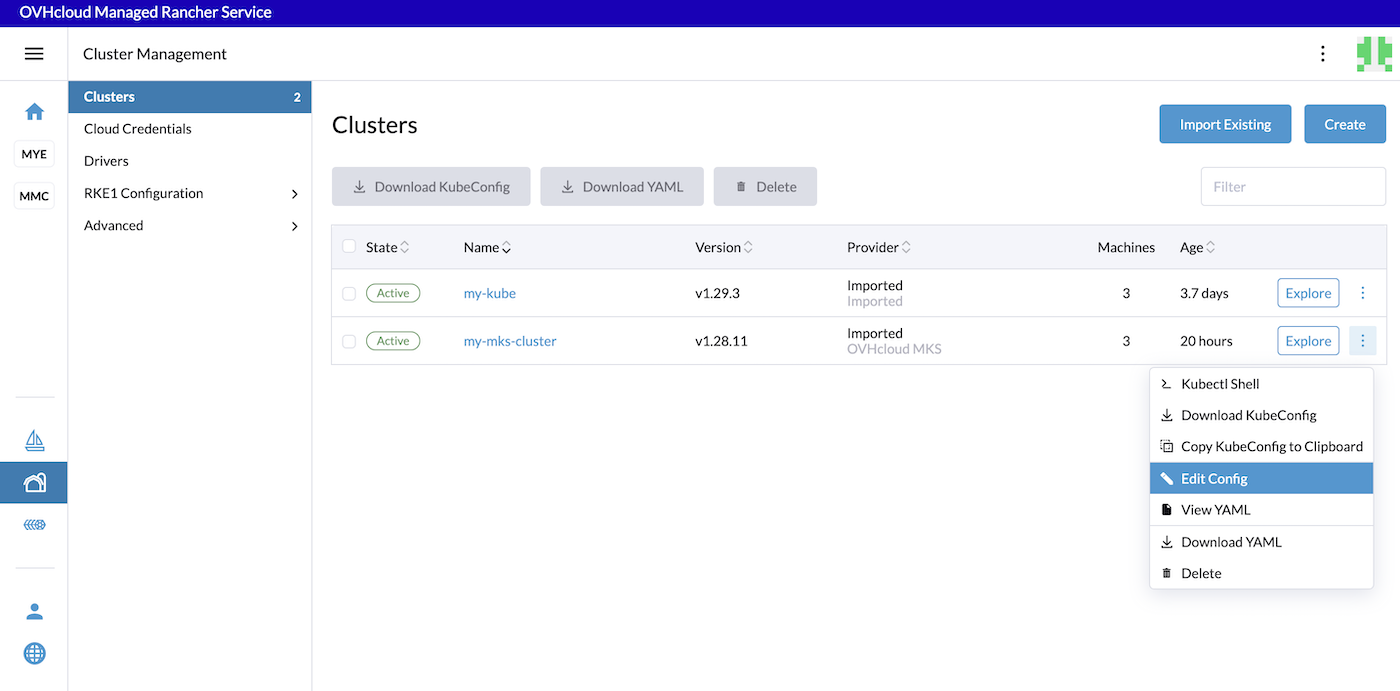 OVHcloud Managed Rancher Service
Cluster Management
MYE
MMC
Clusters 2
Cloud Credentials
Drivers
RKE1 Configuration
Advanced
Clusters
Import Existing Create
Download KubeConfig Download YAML Delete Filter
State Name Version Provider Machines Age
Active my-kube v1.29.3 Imported 3 3.7 days Explore
Imported
Active my-mks-cluster v1.28.11 Imported 3 20 hours Explore
OVHcloud MKS
Kubectl Shell
Download KubeConfig
Copy KubeConfig to Clipboard
Edit Config
View YAML
Download YAML
Delete